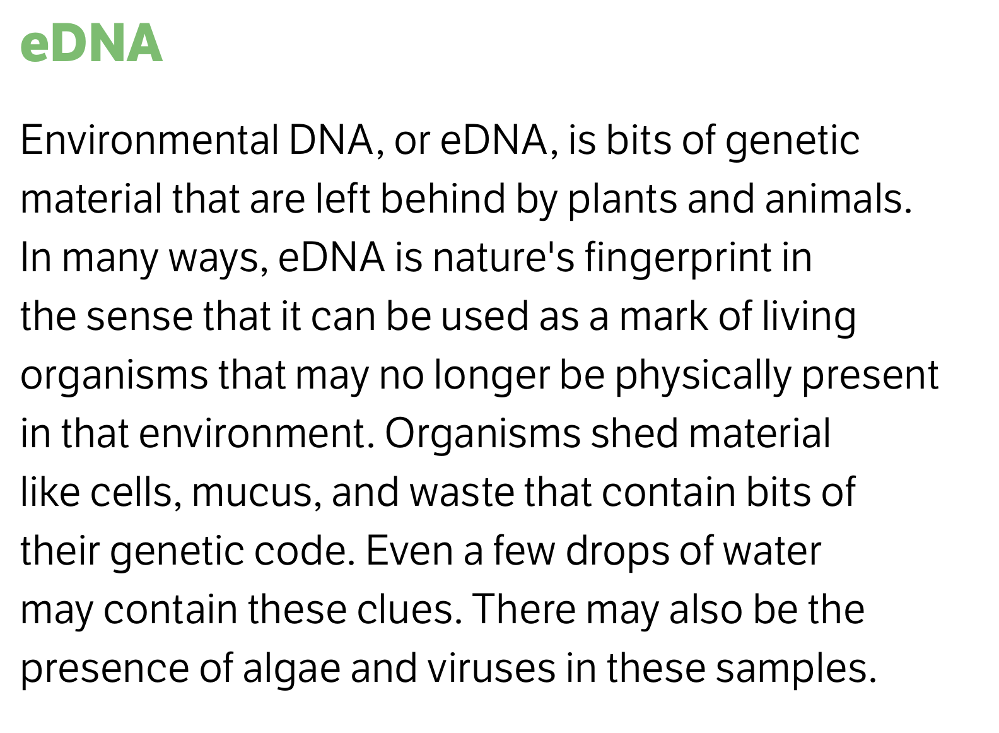 eDNA
Environmental DNA, or eDNA, is bits of genetic
material that are left behind by plants and animals.
In many ways, eDNA is nature's fingerprint in
the sense that it can be used as a mark of living
organisms that may no longer be physically present
in that environment. Organisms shed material
like cells, mucus, and waste that contain bits of
their genetic code. Even a few drops of water
may contain these clues. There may also be the
presence of algae and viruses in these samples.